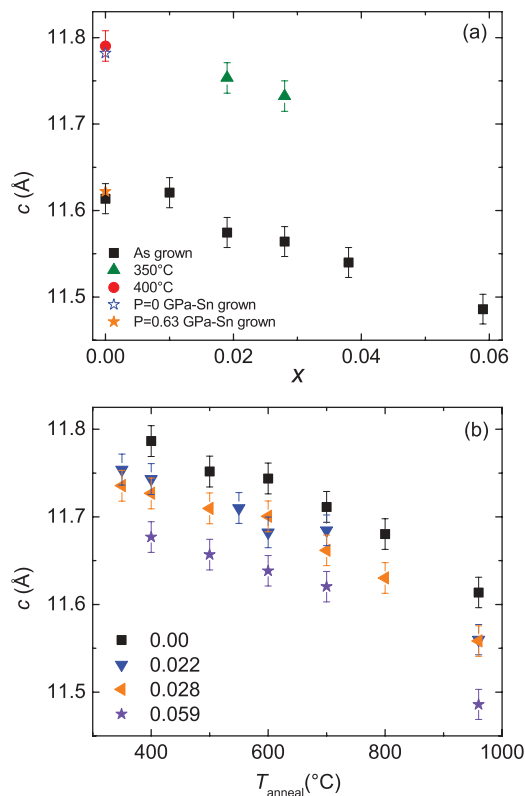 (a)
11.8
11.7
11.6
11.5
c (Å)
As grown
350°C
400°C
P=0 GPa-Sn grown
P=0.63 GPa-Sn grown
0.00 0.02 0.04 0.06
x
(b)
11.8
11.7
11.6
11.5
c (Å)
0.00
0.022
0.028
0.059
400 600 800 1000
Tanneal(°C)